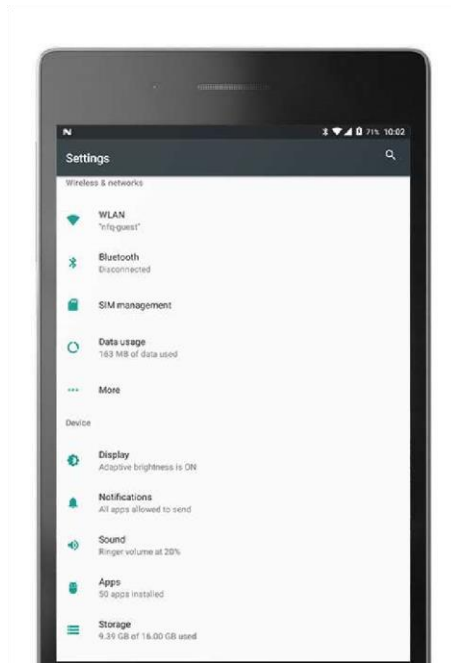 71% 10:02
Settings
Wireless & networks
WLAN
"nfq-guest"
Bluetooth
Disconnected
SIM management
Data usage
163 MB of data used
More
Device
Display
Adaptive brightness is ON
Notifications
All apps allowed to send
Sound
Ringer volume at 20%
Apps
50 apps installed
Storage
9.39 GB of 16.00 GB used